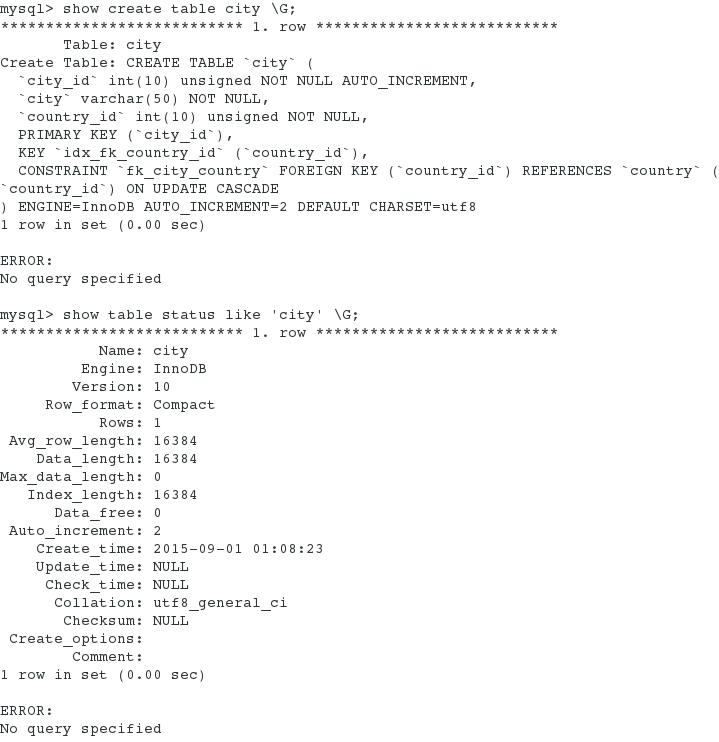 mysql> show create table city \G;
*************************** 1. row ***************************
       Table: city
Create Table: CREATE TABLE `city` (
  `city_id` int(10) unsigned NOT NULL AUTO_INCREMENT,
  `city` varchar(50) NOT NULL,
  `country_id` int(10) unsigned NOT NULL,
  PRIMARY KEY (`city_id`),
  KEY `idx_fk_country_id` (`country_id`),
  CONSTRAINT `fk_city_country` FOREIGN KEY (`country_id`) REFERENCES `country` (
`country_id`) ON UPDATE CASCADE
) ENGINE=InnoDB AUTO_INCREMENT=2 DEFAULT CHARSET=utf8
1 row in set (0.00 sec)

ERROR:
No query specified

mysql> show table status like 'city' \G;
*************************** 1. row ***************************
           Name: city
         Engine: InnoDB
        Version: 10
     Row_format: Compact
           Rows: 1
 Avg_row_length: 16384
    Data_length: 16384
Max_data_length: 0
   Index_length: 16384
      Data_free: 0
 Auto_increment: 2
    Create_time: 2015-09-01 01:08:23
    Update_time: NULL
     Check_time: NULL
      Collation: utf8_general_ci
       Checksum: NULL
 Create_options:
        Comment:
1 row in set (0.00 sec)

ERROR:
No query specified